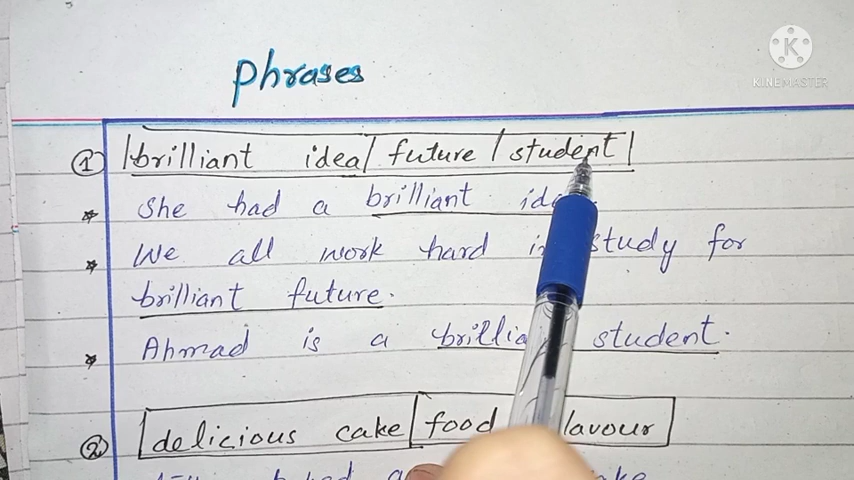 Phrases
K
KINEMASTER
① brilliant idea / future / student
* She had a brilliant
* We all work hard study for
brilliant future.
* Ahmad is a student.
② delicious cake food